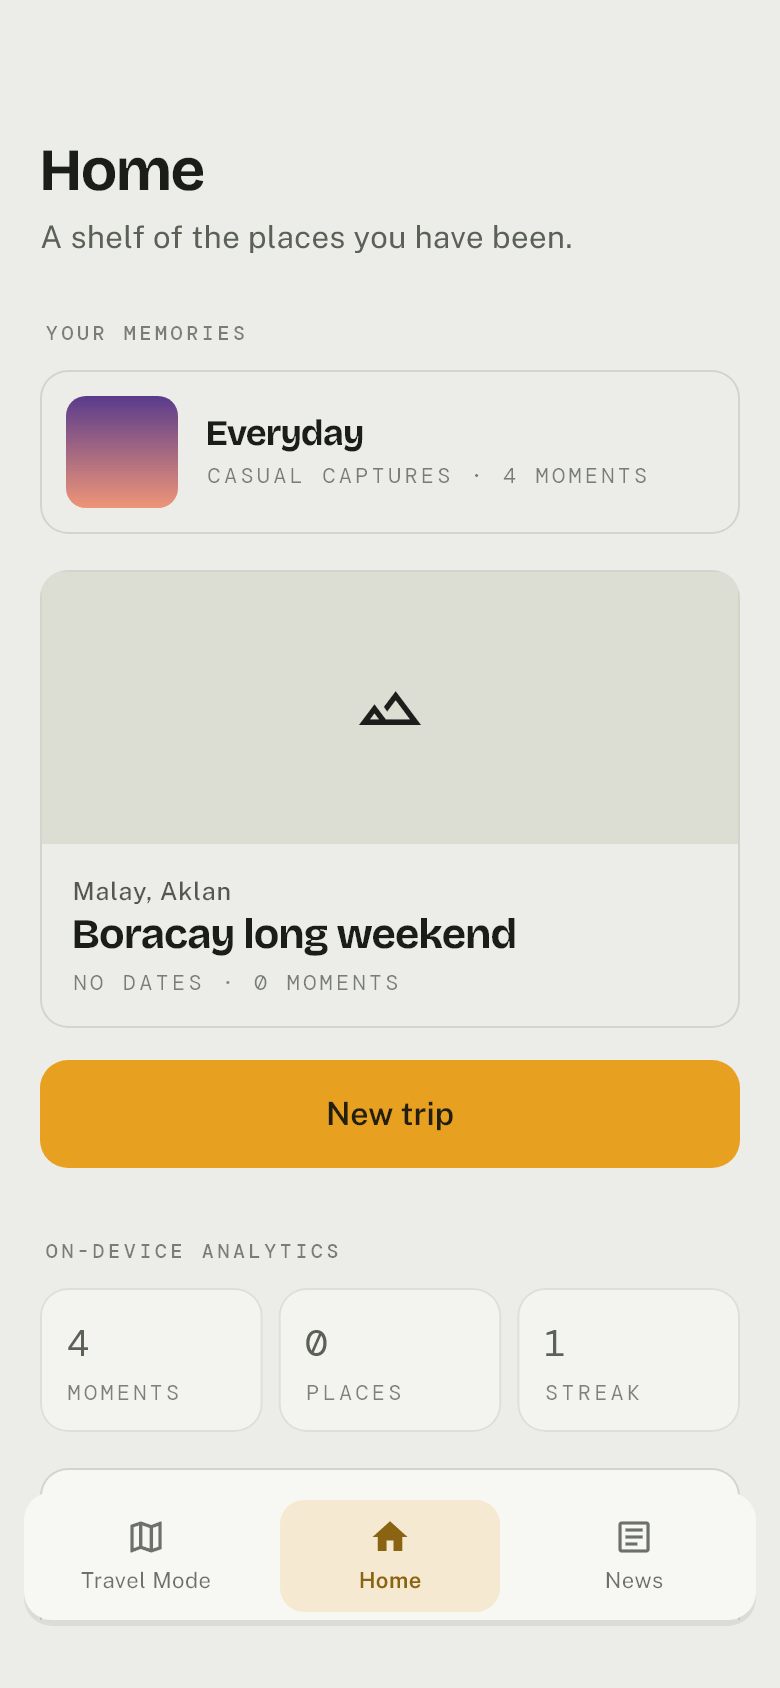 Home
A shelf of the places you have been.
YOUR MEMORIES
Everyday
CASUAL CAPTURES · 4 MOMENTS
Malay, Aklan
Boracay long weekend
NO DATES · 0 MOMENTS
New trip
ON-DEVICE ANALYTICS
4
MOMENTS
0
PLACES
1
STREAK
Travel Mode
Home
News